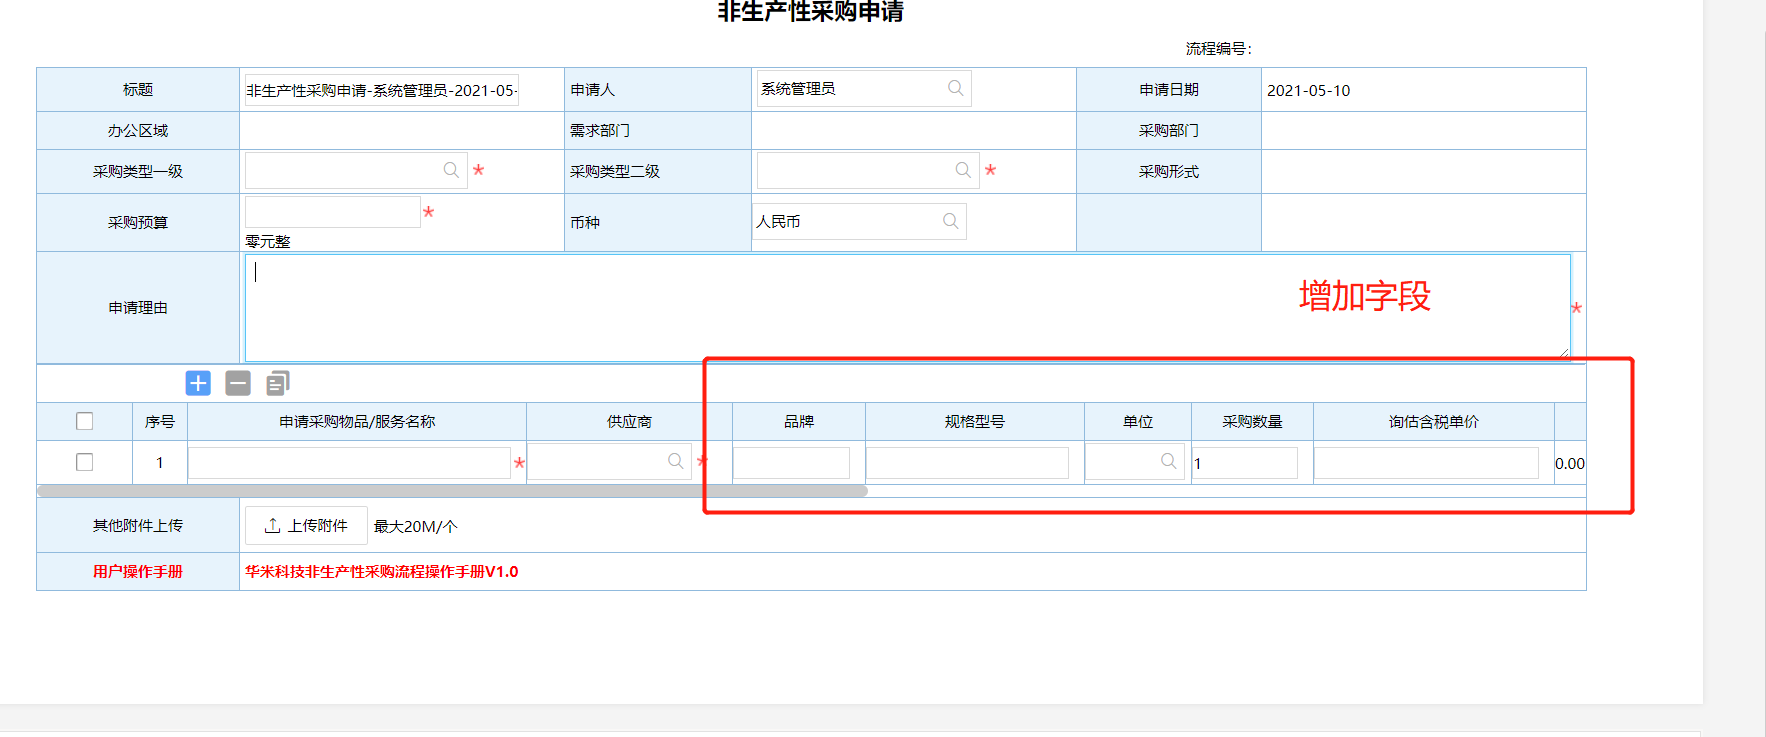 非生产性采购申请
流程编号：
标题 非生产性采购申请-系统管理员-2021-05- 申请人 系统管理员 申请日期 2021-05-10
办公区域 需求部门 采购部门
采购类型一级 * 采购类型二级 * 采购形式
采购预算 * 币种 人民币
零元整
申请理由 增加字段 *
序号 申请采购物品/服务名称 供应商 品牌 规格型号 单位 采购数量 询估含税单价
1 * * 1 0.00
其他附件上传 上传附件 最大20M/个
用户操作手册 华米科技非生产性采购流程操作手册V1.0